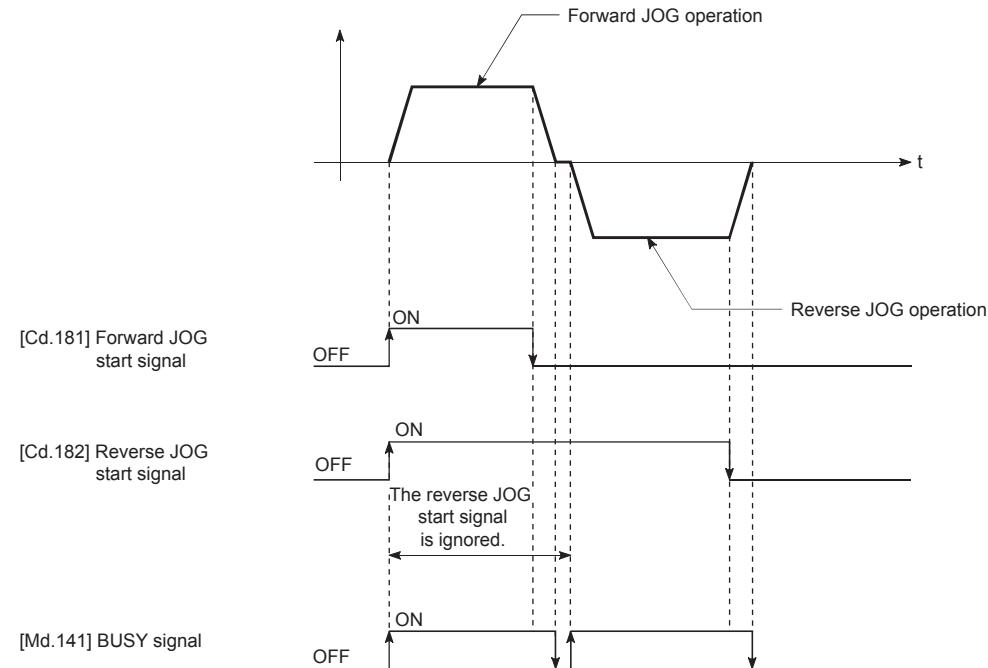 Forward JOG operation
t
Reverse JOG operation
[Cd.181] Forward JOG
start signal
ON
OFF
[Cd.182] Reverse JOG
start signal
ON
OFF
The reverse JOG
start signal
is ignored.
[Md.141] BUSY signal
ON
OFF